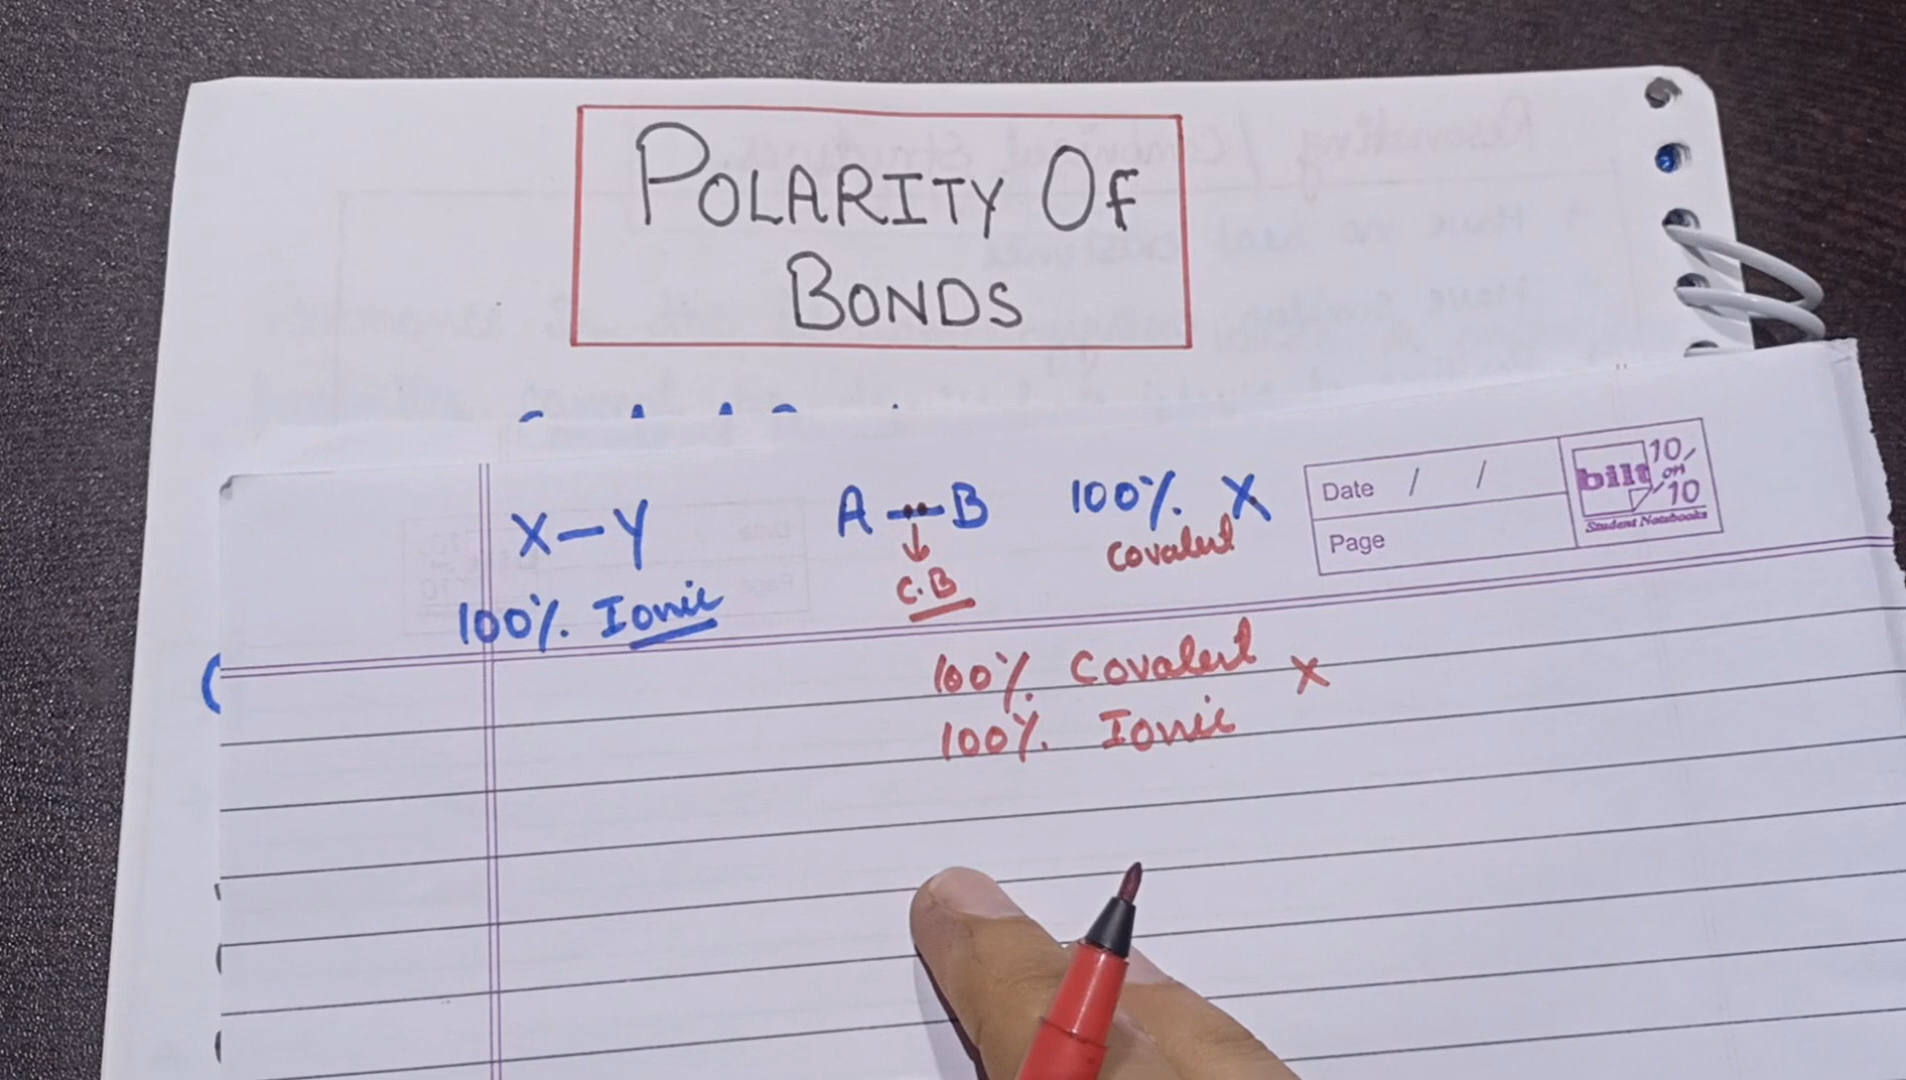 POLARITY OF
BONDS
X—Y
A—B
100% X
Covalent
C.B
100% Ionic
Date / /
Page
bilt
10
on
10
Student Notebooks
100% Covalent X
100% Ionic